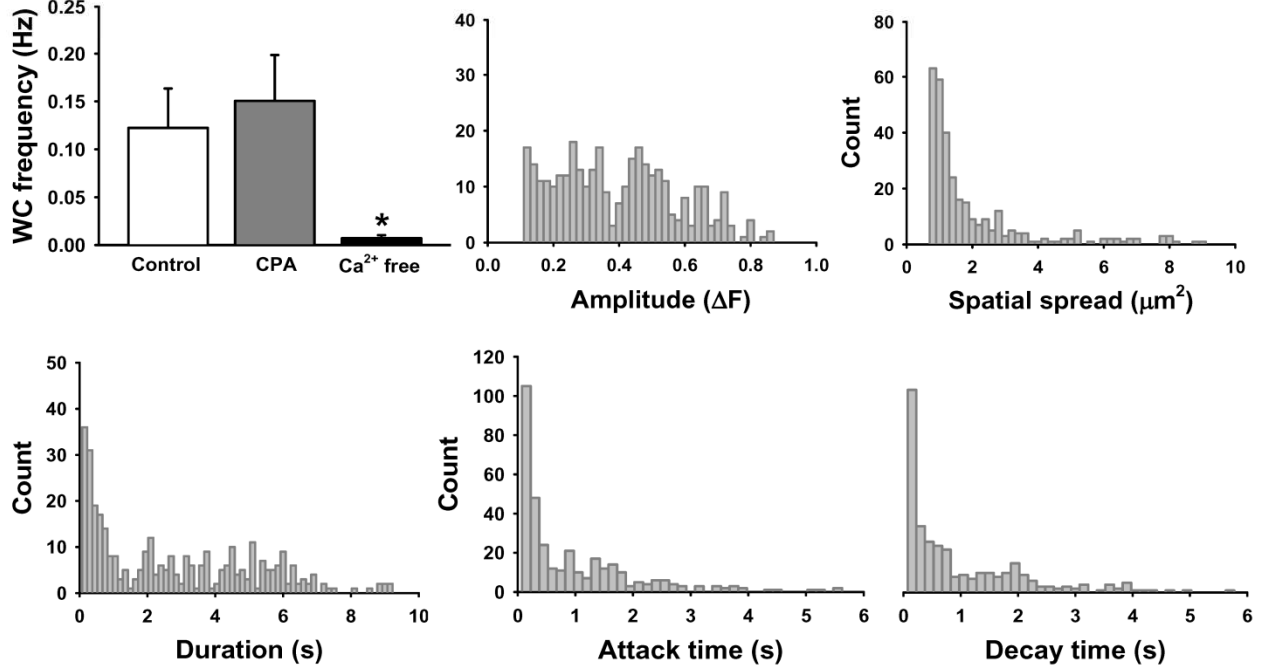 WC frequency (Hz)
0.25
0.20
0.15
0.10
0.05
0.00
*
Control CPA Ca²⁺ free
40
30
20
10
0
0.0 0.2 0.4 0.6 0.8 1.0
Amplitude (ΔF)
Count
80
60
40
20
0
0 2 4 6 8 10
Spatial spread (μm²)
Count
50
40
30
20
10
0
0 2 4 6 8 10
Duration (s)
Count
120
100
80
60
40
20
0
0 1 2 3 4 5 6
Attack time (s)
0 1 2 3 4 5 6
Decay time (s)